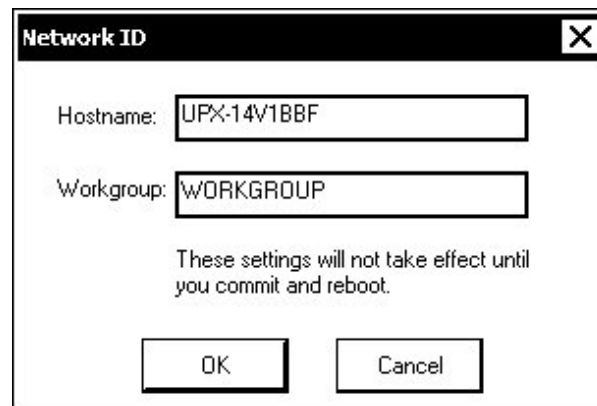 Network ID
Hostname: UPX-14V1BBF
Workgroup: WORKGROUP
These settings will not take effect until
you commit and reboot.
OK Cancel